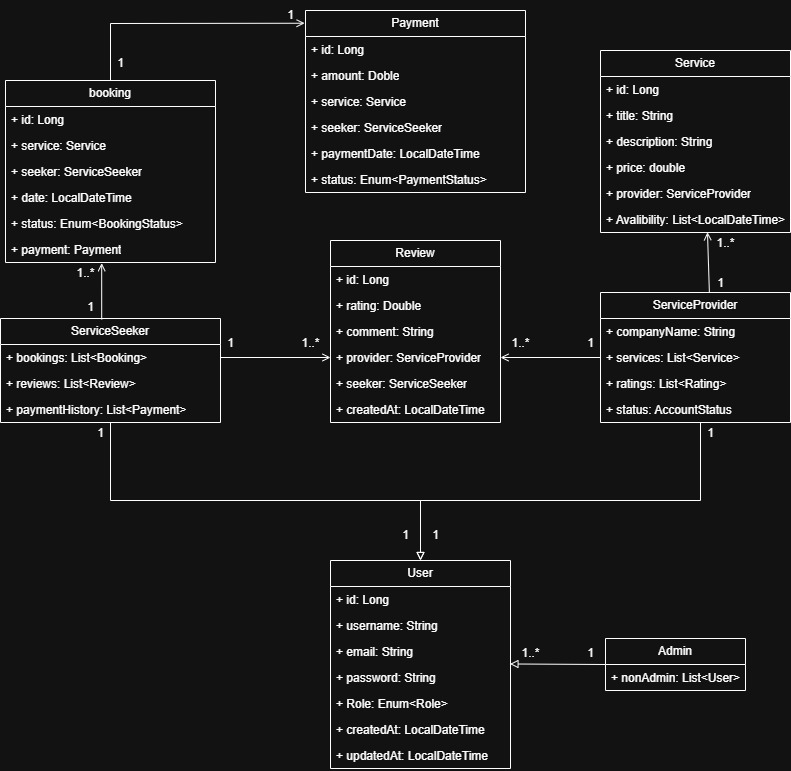 1
Payment
+ id: Long
+ amount: Doble
+ service: Service
+ seeker: ServiceSeeker
+ paymentDate: LocalDateTime
+ status: Enum<PaymentStatus>
1
booking
+ id: Long
+ service: Service
+ seeker: ServiceSeeker
+ date: LocalDateTime
+ status: Enum<BookingStatus>
+ payment: Payment
Service
+ id: Long
+ title: String
+ description: String
+ price: double
+ provider: ServiceProvider
+ Avalibility: List<LocalDateTime>
1..*
1
1..*
1
Review
+ id: Long
+ rating: Double
+ comment: String
+ provider: ServiceProvider
+ seeker: ServiceSeeker
+ createdAt: LocalDateTime
ServiceSeeker
+ bookings: List<Booking>
+ reviews: List<Review>
+ paymentHistory: List<Payment>
1
1..*
1..*
1
ServiceProvider
+ companyName: String
+ services: List<Service>
+ ratings: List<Rating>
+ status: AccountStatus
1
1
1
1
User
+ id: Long
+ username: String
+ email: String
+ password: String
+ Role: Enum<Role>
+ createdAt: LocalDateTime
+ updatedAt: LocalDateTime
1..*
1
Admin
+ nonAdmin: List<User>